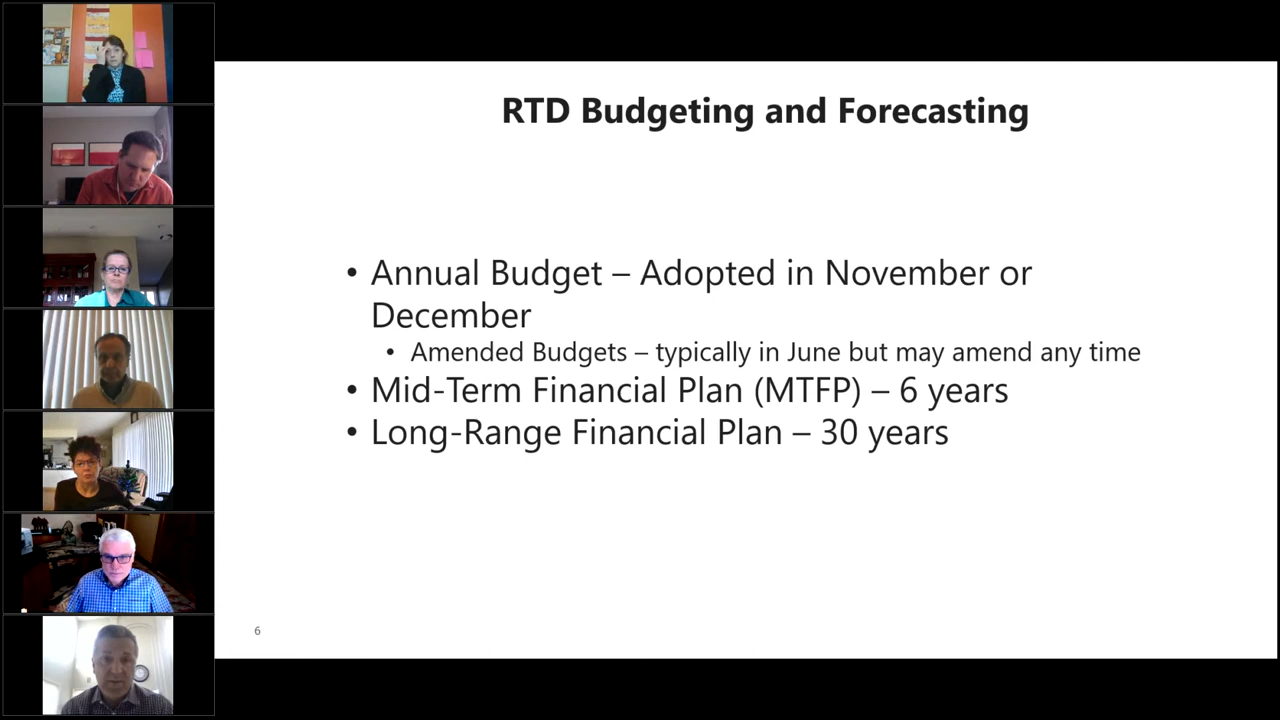 RTD Budgeting and Forecasting
• Annual Budget – Adopted in November or
December
• Amended Budgets – typically in June but may amend any time
• Mid-Term Financial Plan (MTFP) – 6 years
• Long-Range Financial Plan – 30 years
6